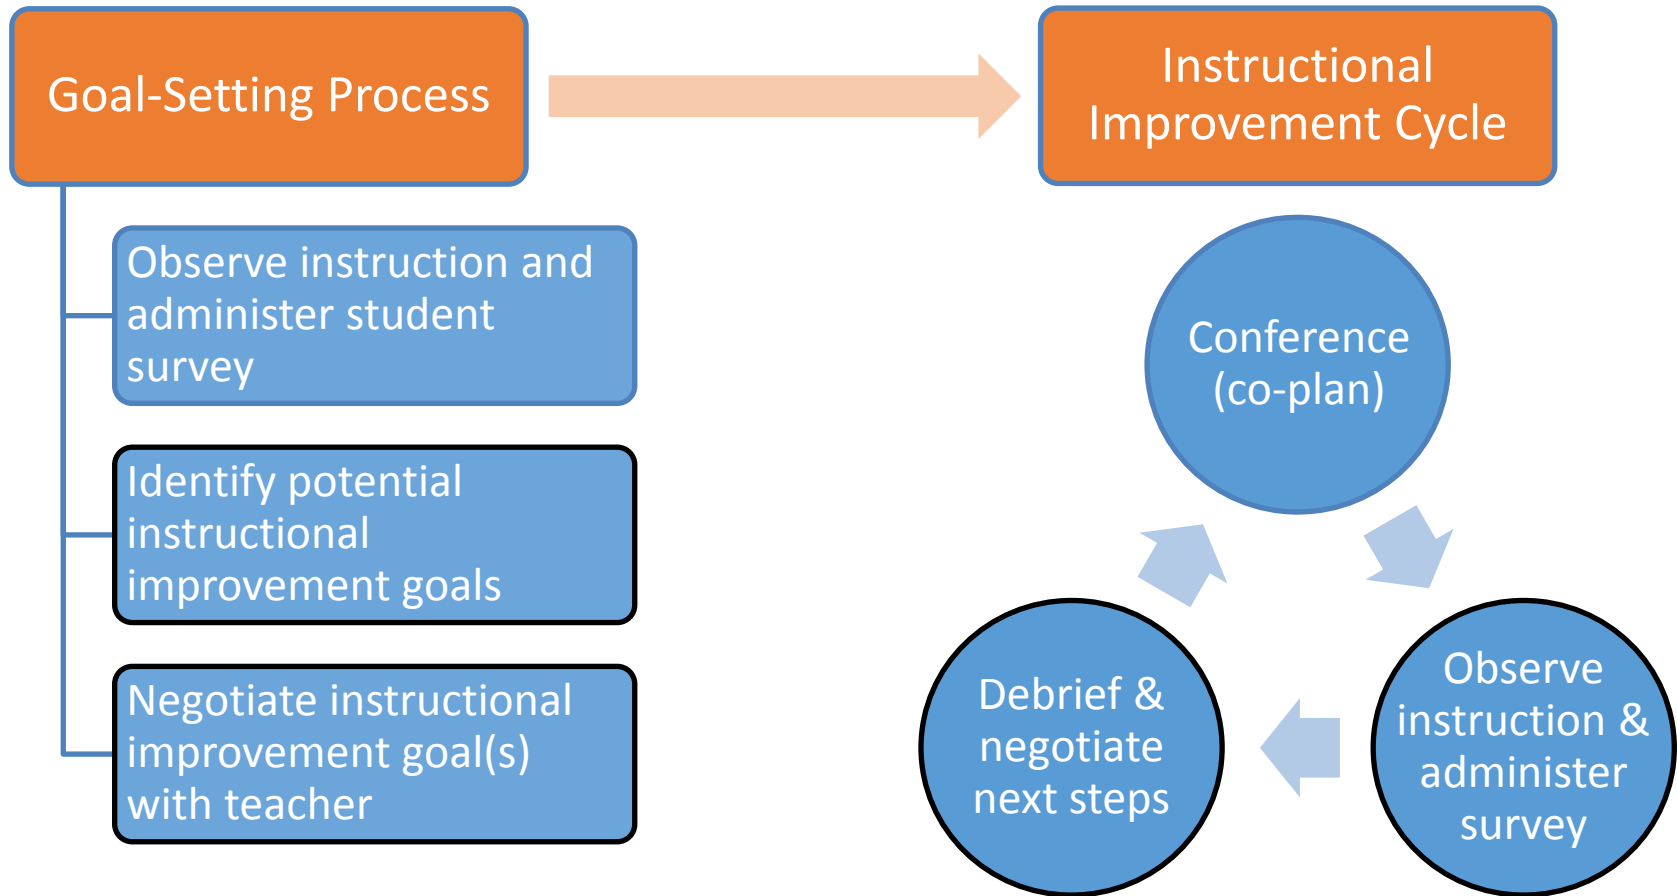 Goal-Setting Process
Instructional
Improvement Cycle
Observe instruction and
administer student
survey
Identify potential
instructional
improvement goals
Negotiate instructional
improvement goal(s)
with teacher
Conference
(co-plan)
Observe
instruction &
administer
survey
Debrief &
negotiate
next steps